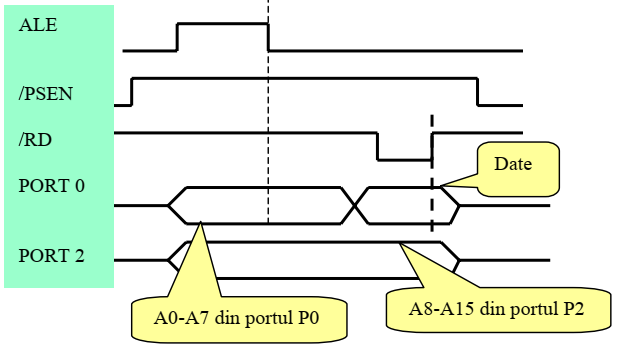 ALE
/PSEN
/RD
PORT 0
Date
PORT 2
A0-A7 din portul P0
A8-A15 din portul P2